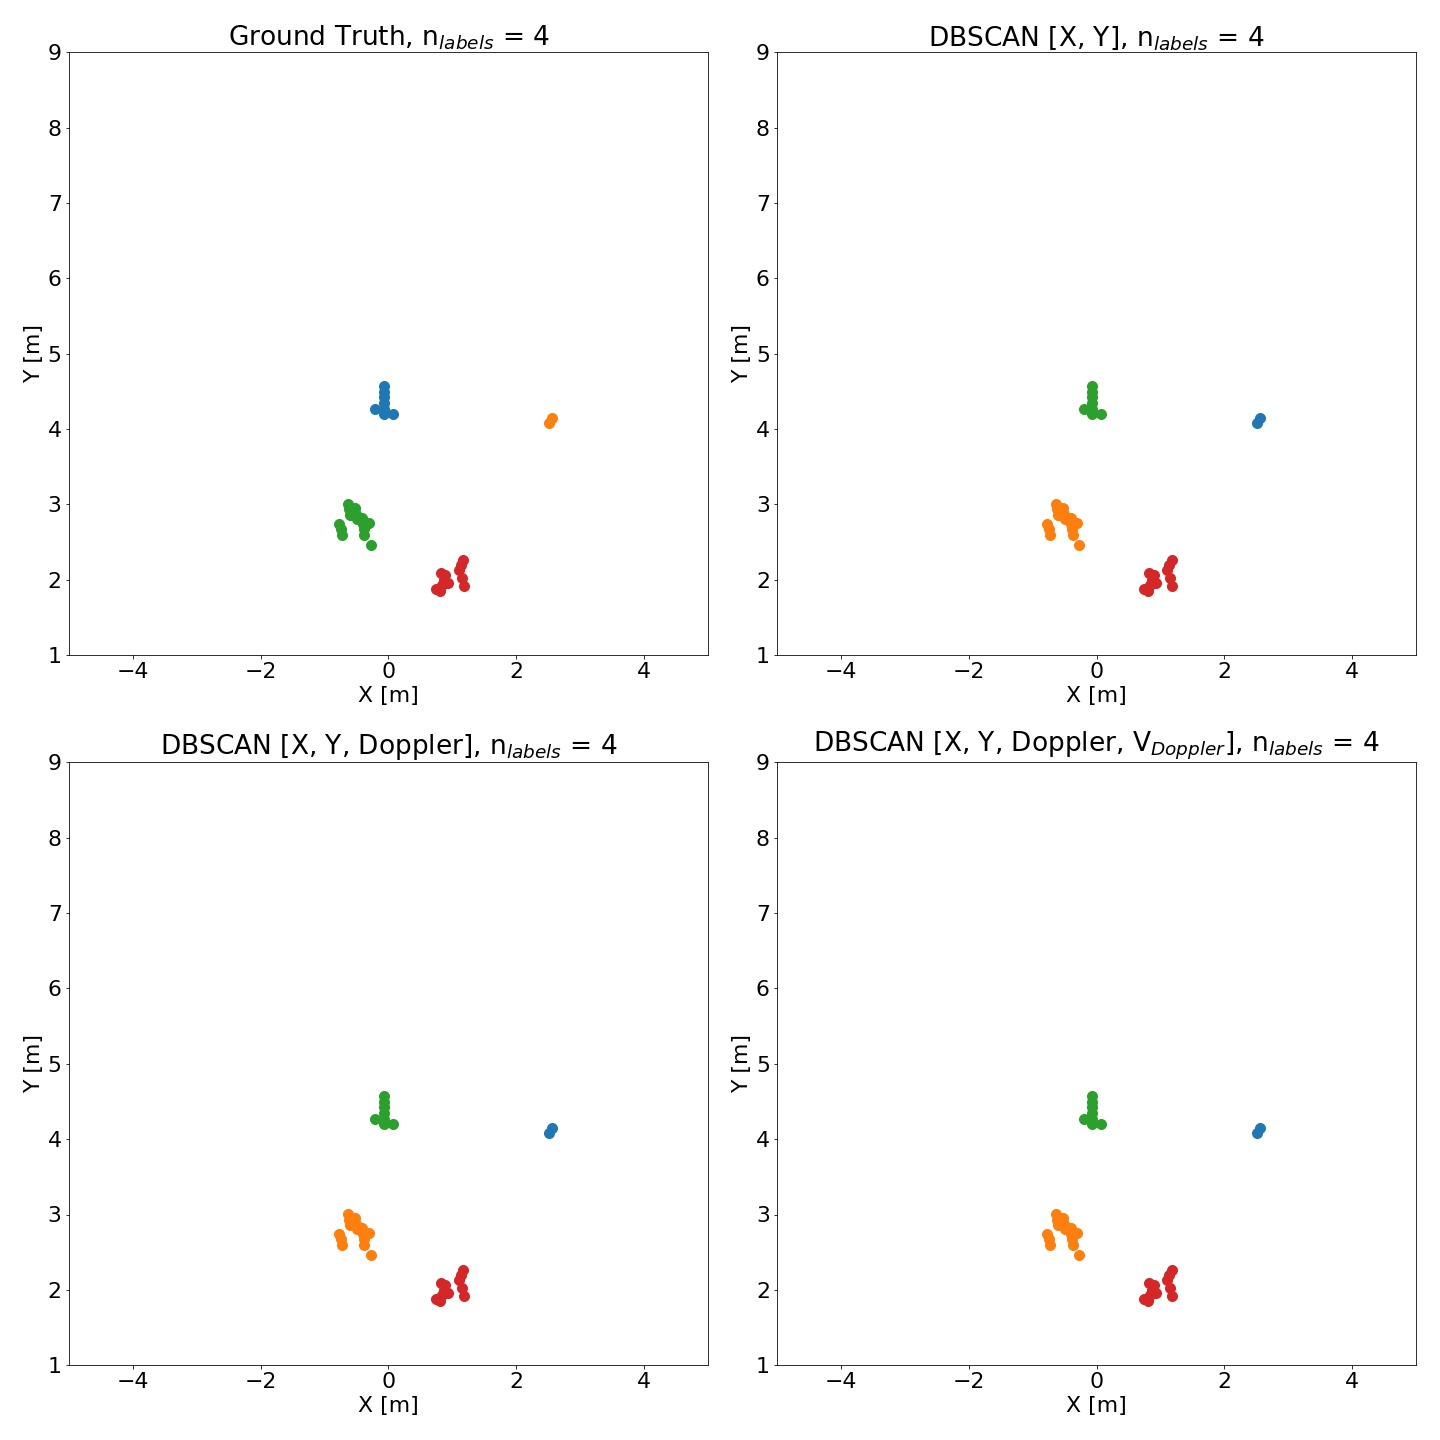 Ground Truth, n_labels = 4
9
8
7
6
5
4
3
2
1
Y [m]
−4 −2 0 2 4
X [m]
DBSCAN [X, Y], n_labels = 4
9
8
7
6
5
4
3
2
1
Y [m]
−4 −2 0 2 4
X [m]
DBSCAN [X, Y, Doppler], n_labels = 4
9
8
7
6
5
4
3
2
1
Y [m]
−4 −2 0 2 4
X [m]
DBSCAN [X, Y, Doppler, V_Doppler], n_labels = 4
9
8
7
6
5
4
3
2
1
Y [m]
−4 −2 0 2 4
X [m]